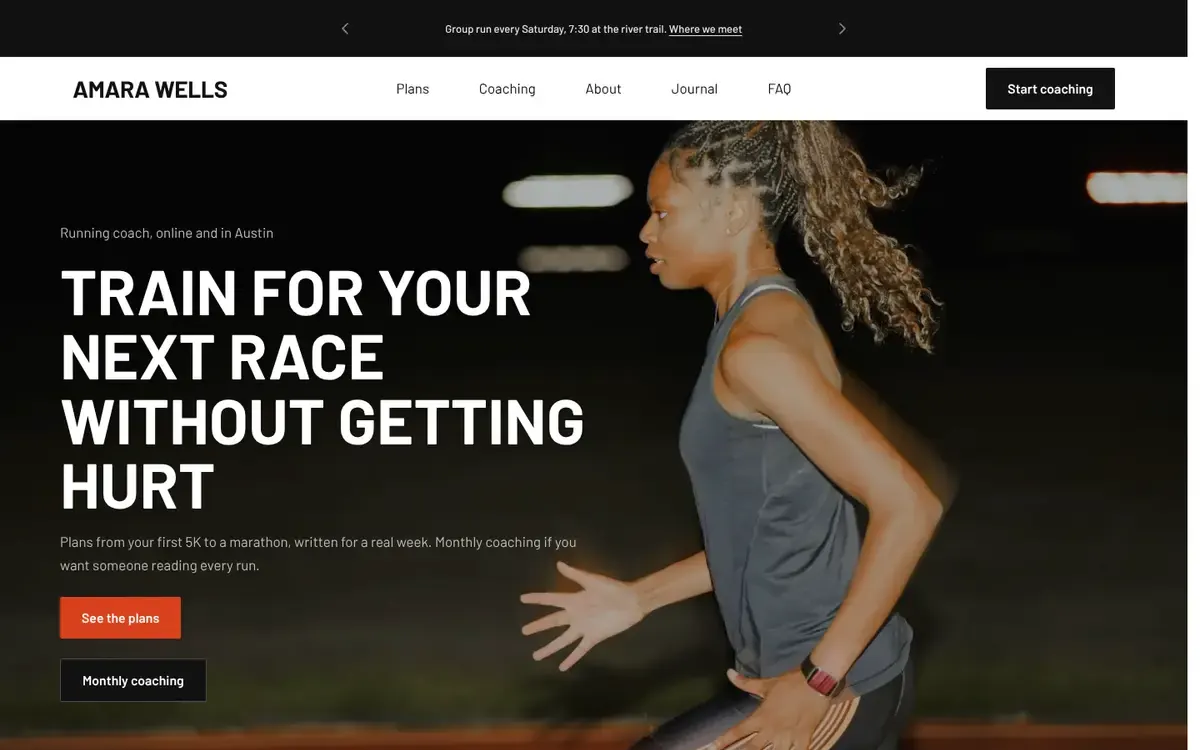 Group run every Saturday, 7:30 at the river trail. Where we meet
AMARA WELLS
Plans
Coaching
About
Journal
FAQ
Start coaching
Running coach, online and in Austin
TRAIN FOR YOUR
NEXT RACE
WITHOUT GETTING
HURT
Plans from your first 5K to a marathon, written for a real week. Monthly coaching if you
want someone reading every run.
See the plans
Monthly coaching